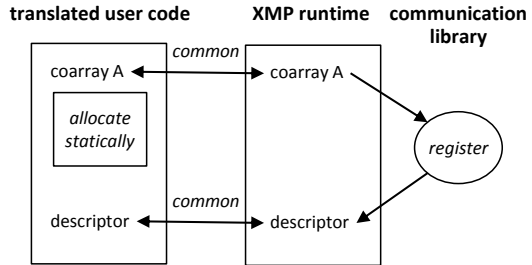 translated user code
XMP runtime
communication
library
common
coarray A
coarray A
allocate
statically
register
common
descriptor
descriptor